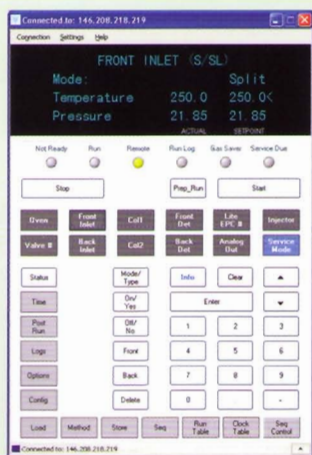 Connected to: 146.208.218.219
Connection Settings Help
FRONT INLET (S/SL)
Mode: Split
Temperature 250.0 250.0<
Pressure 21.85 21.85
ACTUAL SETPOINT
Not Ready Run Remote Run Log Gas Saver Service Due
Stop Prep_Run Start
Oven Front Inlet Col1 Front Det Injector
Valve # Back Inlet Col2 Back Det Analog Out Service Mode
Status Mode/Type Info Clear
Time On/Yes Enter
Post Run Off/No 1 2 3
Logs Front 4 5 6
Options Back 7 8 9
Config Delete 0 . -
Load Method Store Seq Run Table Clock Table Seq Control
Connected to: 146.208.218.219